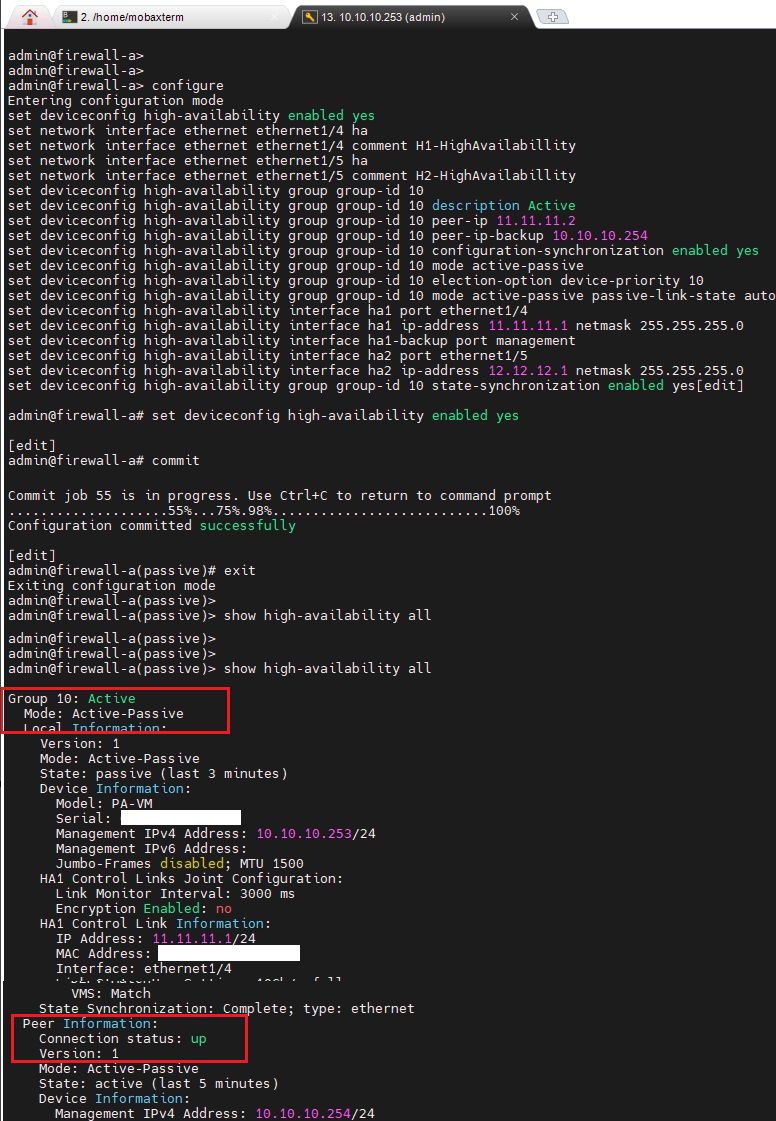 2. /home/mobaxterm
13. 10.10.10.253 (admin)
admin@firewall-a>
admin@firewall-a>
admin@firewall-a> configure
Entering configuration mode
set deviceconfig high-availability enabled yes
set network interface ethernet ethernet1/4 ha
set network interface ethernet ethernet1/4 comment H1-HighAvailabillity
set network interface ethernet ethernet1/5 ha
set network interface ethernet ethernet1/5 comment H2-HighAvailabillity
set deviceconfig high-availability group group-id 10
set deviceconfig high-availability group group-id 10 description Active
set deviceconfig high-availability group group-id 10 peer-ip 11.11.11.2
set deviceconfig high-availability group group-id 10 peer-ip-backup 10.10.10.254
set deviceconfig high-availability group group-id 10 configuration-synchronization enabled yes
set deviceconfig high-availability group group-id 10 mode active-passive
set deviceconfig high-availability group group-id 10 election-option device-priority 10
set deviceconfig high-availability group group-id 10 mode active-passive passive-link-state auto
set deviceconfig high-availability interface ha1 port ethernet1/4
set deviceconfig high-availability interface ha1 ip-address 11.11.11.1 netmask 255.255.255.0
set deviceconfig high-availability interface ha1-backup port management
set deviceconfig high-availability interface ha2 port ethernet1/5
set deviceconfig high-availability interface ha2 ip-address 12.12.12.1 netmask 255.255.255.0
set deviceconfig high-availability group group-id 10 state-synchronization enabled yes[edit]
admin@firewall-a# set deviceconfig high-availability enabled yes
[edit]
admin@firewall-a# commit
Commit job 55 is in progress. Use Ctrl+C to return to command prompt
....................55%...75%.98%...........................100%
Configuration committed successfully
[edit]
admin@firewall-a(passive)# exit
Exiting configuration mode
admin@firewall-a(passive)>
admin@firewall-a(passive)> show high-availability all
admin@firewall-a(passive)>
admin@firewall-a(passive)>
admin@firewall-a(passive)> show high-availability all
Group 10: Active
Mode: Active-Passive
Local Information:
Version: 1
Mode: Active-Passive
State: passive (last 3 minutes)
Device Information:
Model: PA-VM
Serial:
Management IPv4 Address: 10.10.10.253/24
Management IPv6 Address:
Jumbo-Frames disabled; MTU 1500
HA1 Control Links Joint Configuration:
Link Monitor Interval: 3000 ms
Encryption Enabled: no
HA1 Control Link Information:
IP Address: 11.11.11.1/24
MAC Address:
Interface: ethernet1/4
VMS: Match
State Synchronization: Complete; type: ethernet
Peer Information:
Connection status: up
Version: 1
Mode: Active-Passive
State: active (last 5 minutes)
Device Information:
Management IPv4 Address: 10.10.10.254/24